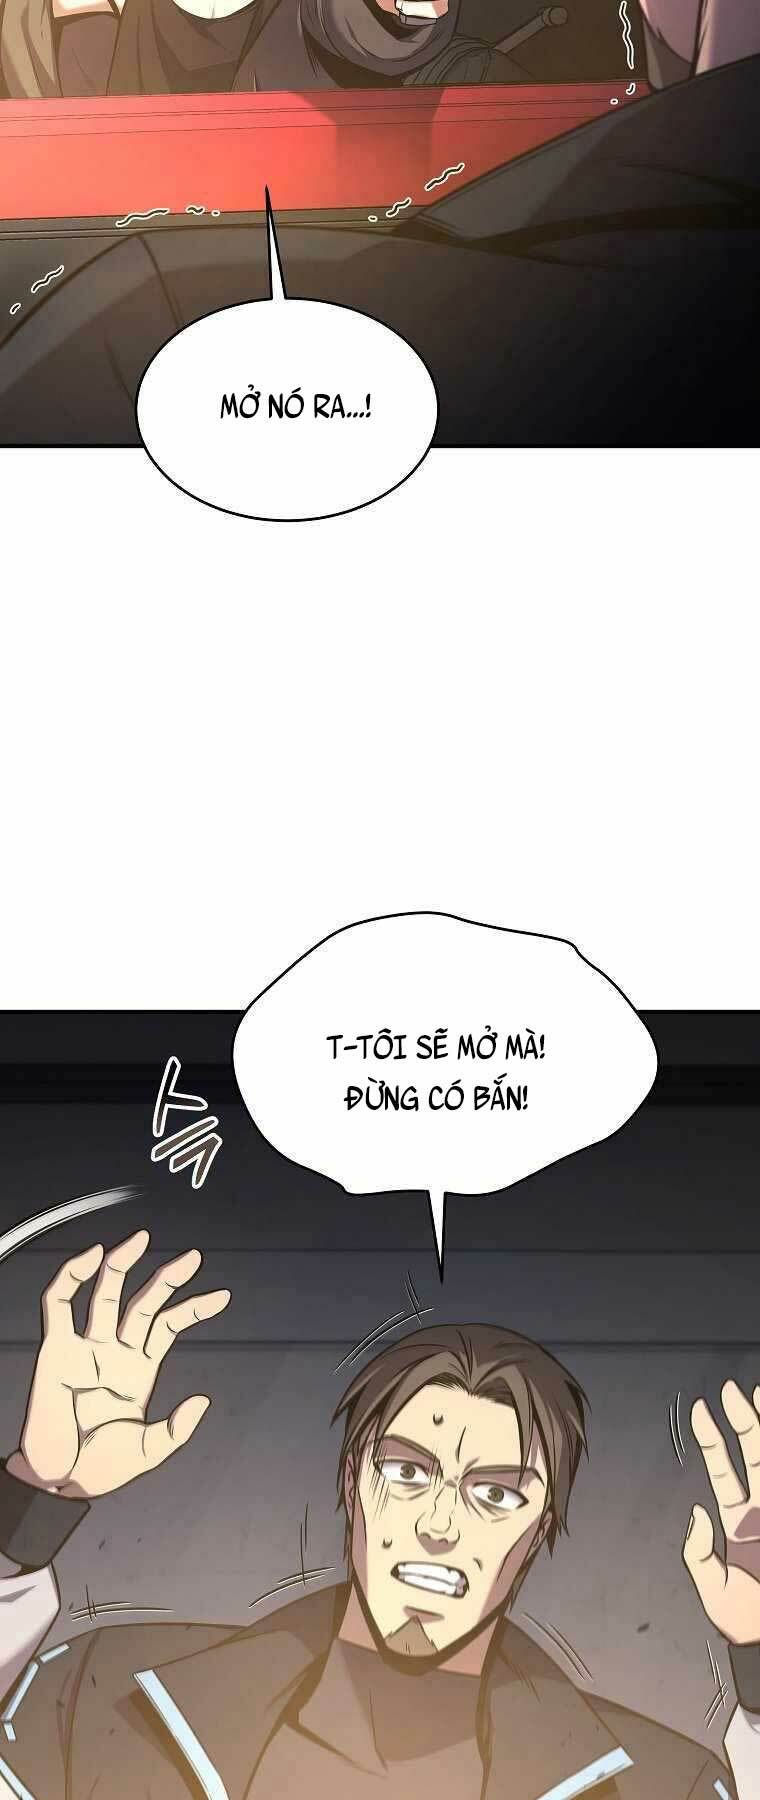 MỞ NÓ RA...!
T-TÔI SẼ MỞ MÀ!
ĐỪNG CÓ BẮN!